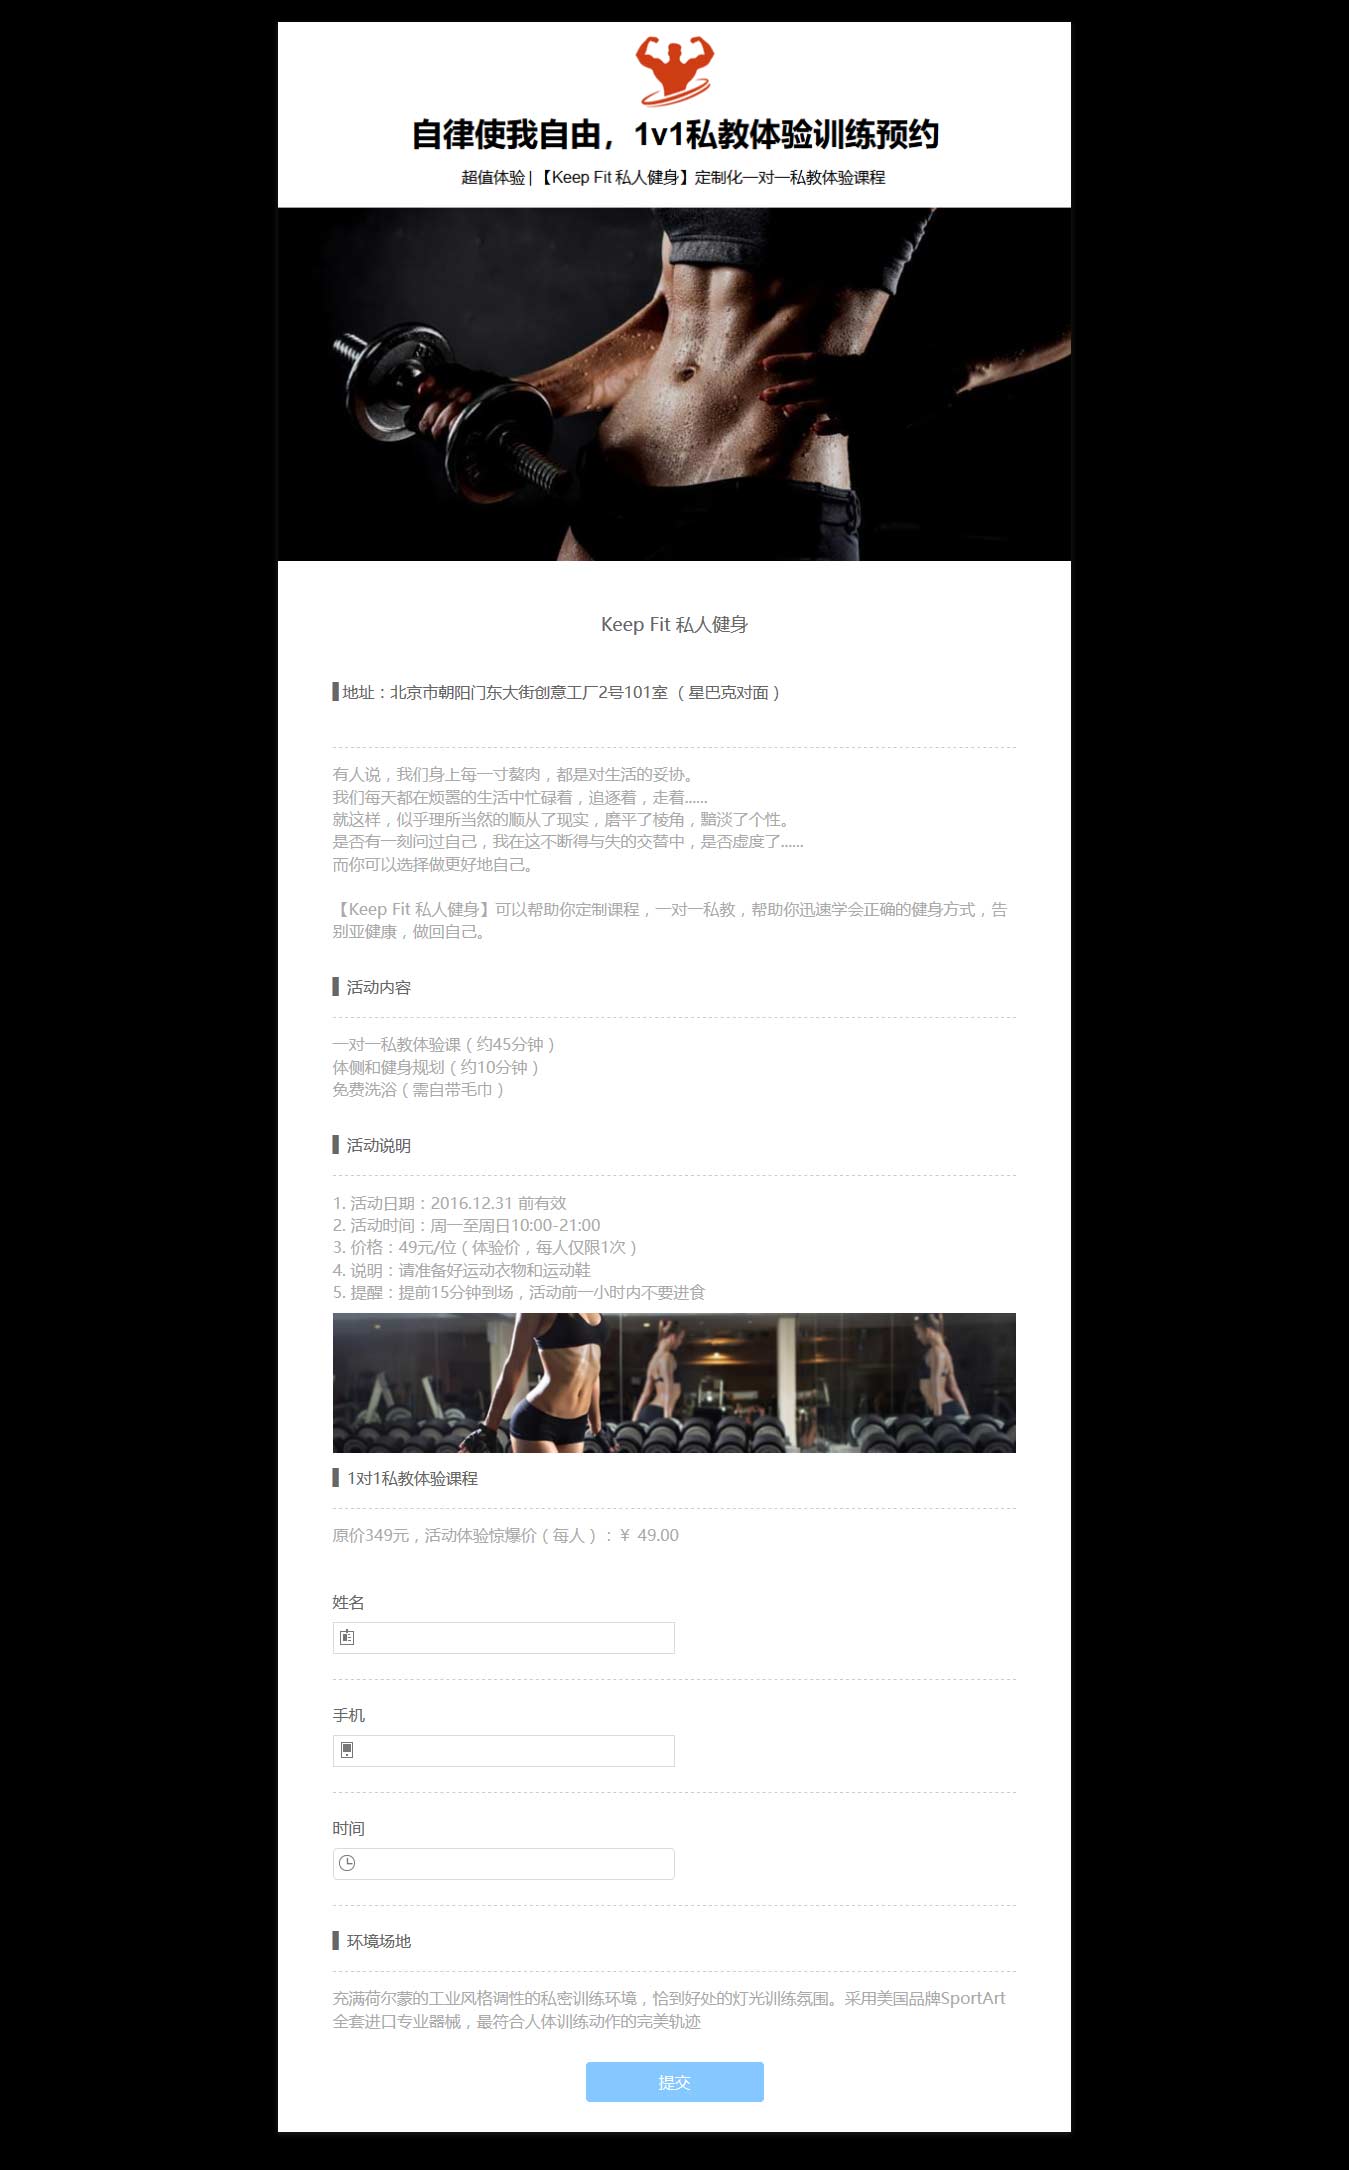 自律使我自由，1v1私教体验训练预约
超值体验 | 【Keep Fit 私人健身】定制化一对一私教体验课程
Keep Fit 私人健身
地址：北京市朝阳门东大街创意工厂2号101室 （星巴克对面）
有人说，我们身上每一寸赘肉，都是对生活的妥协。
我们每天都在烦嚣的生活中忙碌着，追逐着，走着......
就这样，似乎理所当然的顺从了现实，磨平了棱角，黯淡了个性。
是否有一刻问过自己，我在这不断得与失的交替中，是否虚度了......
而你可以选择做更好地自己。
【Keep Fit 私人健身】可以帮助你定制课程，一对一私教，帮助你迅速学会正确的健身方式，告
别亚健康，做回自己。
活动内容
一对一私教体验课（约45分钟）
体侧和健身规划（约10分钟）
免费洗浴（需自带毛巾）
活动说明
1. 活动日期：2016.12.31 前有效
2. 活动时间：周一至周日10:00-21:00
3. 价格：49元/位（体验价，每人仅限1次）
4. 说明：请准备好运动衣物和运动鞋
5. 提醒：提前15分钟到场，活动前一小时内不要进食
1对1私教体验课程
原价349元，活动体验惊爆价（每人）：￥ 49.00
姓名
手机
时间
环境场地
充满荷尔蒙的工业风格调性的私密训练环境，恰到好处的灯光训练氛围。采用美国品牌SportArt
全套进口专业器械，最符合人体训练动作的完美轨迹
提交